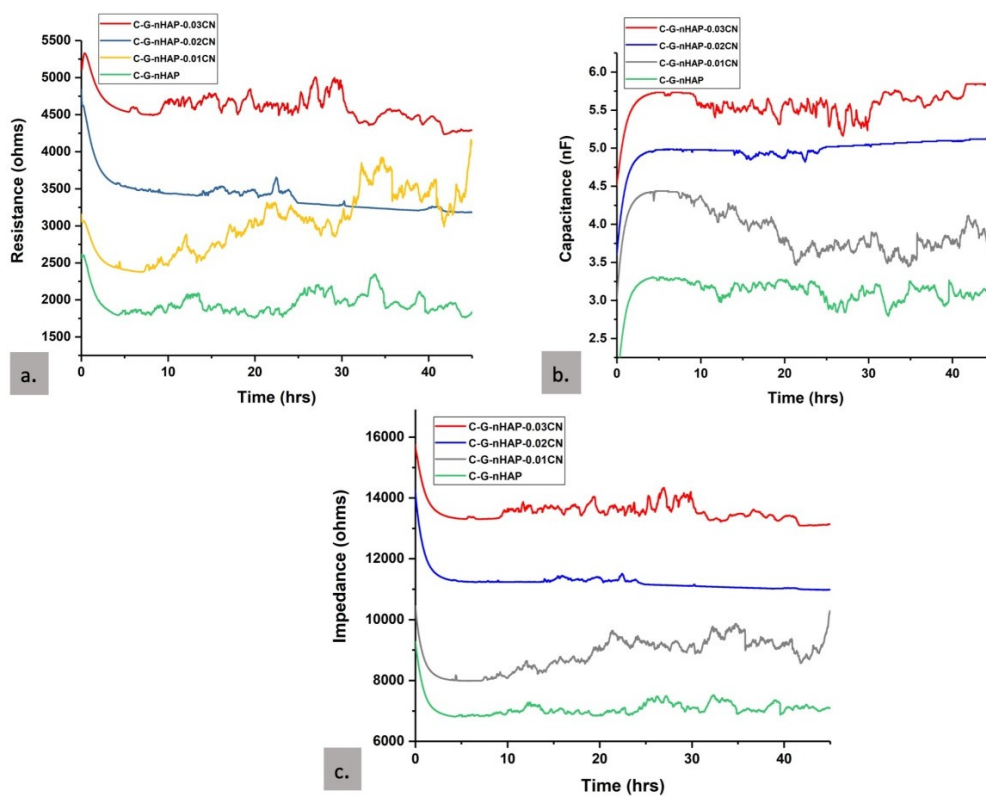 C-G-nHAP-0.03CN
C-G-nHAP-0.02CN
C-G-nHAP-0.01CN
C-G-nHAP
5500
5000
4500
4000
3500
3000
2500
2000
1500
Resistance (ohms)
0 10 20 30 40
Time (hrs)
a.
C-G-nHAP-0.03CN
C-G-nHAP-0.02CN
C-G-nHAP-0.01CN
C-G-nHAP
6.0
5.5
5.0
4.5
4.0
3.5
3.0
2.5
Capacitance (nF)
0 10 20 30 40
Time (hrs)
b.
C-G-nHAP-0.03CN
C-G-nHAP-0.02CN
C-G-nHAP-0.01CN
C-G-nHAP
16000
14000
12000
10000
8000
6000
Impedance (ohms)
0 10 20 30 40
Time (hrs)
c.